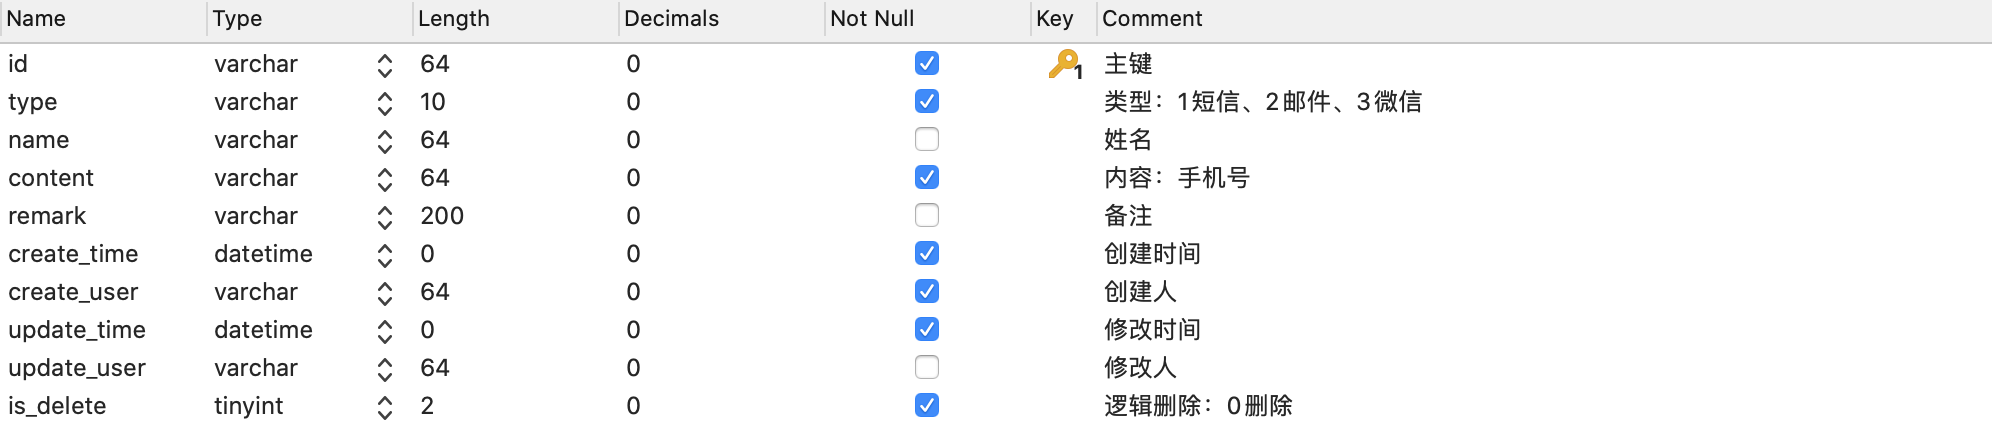 Name Type Length Decimals Not Null Key Comment
id varchar 64 0 1 主键
type varchar 10 0 类型：1短信、2邮件、3微信
name varchar 64 0 姓名
content varchar 64 0 内容：手机号
remark varchar 200 0 备注
create_time datetime 0 0 创建时间
create_user varchar 64 0 创建人
update_time datetime 0 0 修改时间
update_user varchar 64 0 修改人
is_delete tinyint 2 0 逻辑删除：0删除